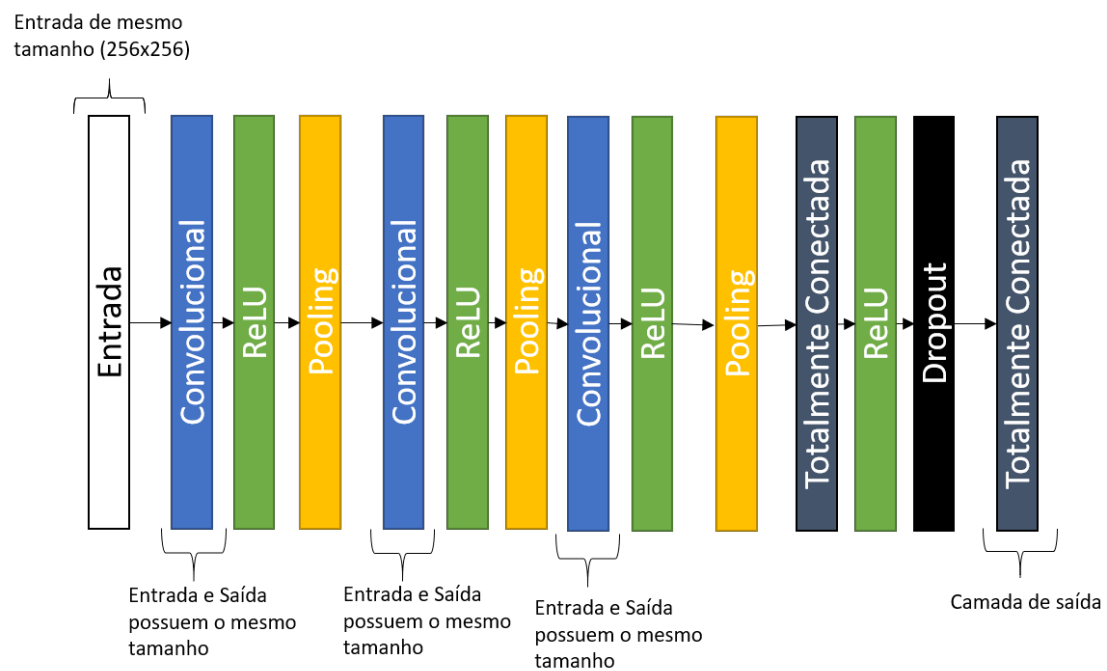 Entrada de mesmo
tamanho (256x256)
Entrada
Convolucional
ReLU
Pooling
Convolucional
ReLU
Pooling
Convolucional
ReLU
Pooling
Totalmente Conectada
ReLU
Dropout
Totalmente Conectada
Entrada e Saída
possuem o mesmo
tamanho
Entrada e Saída
possuem o mesmo
tamanho
Entrada e Saída
possuem o mesmo
tamanho
Camada de saída